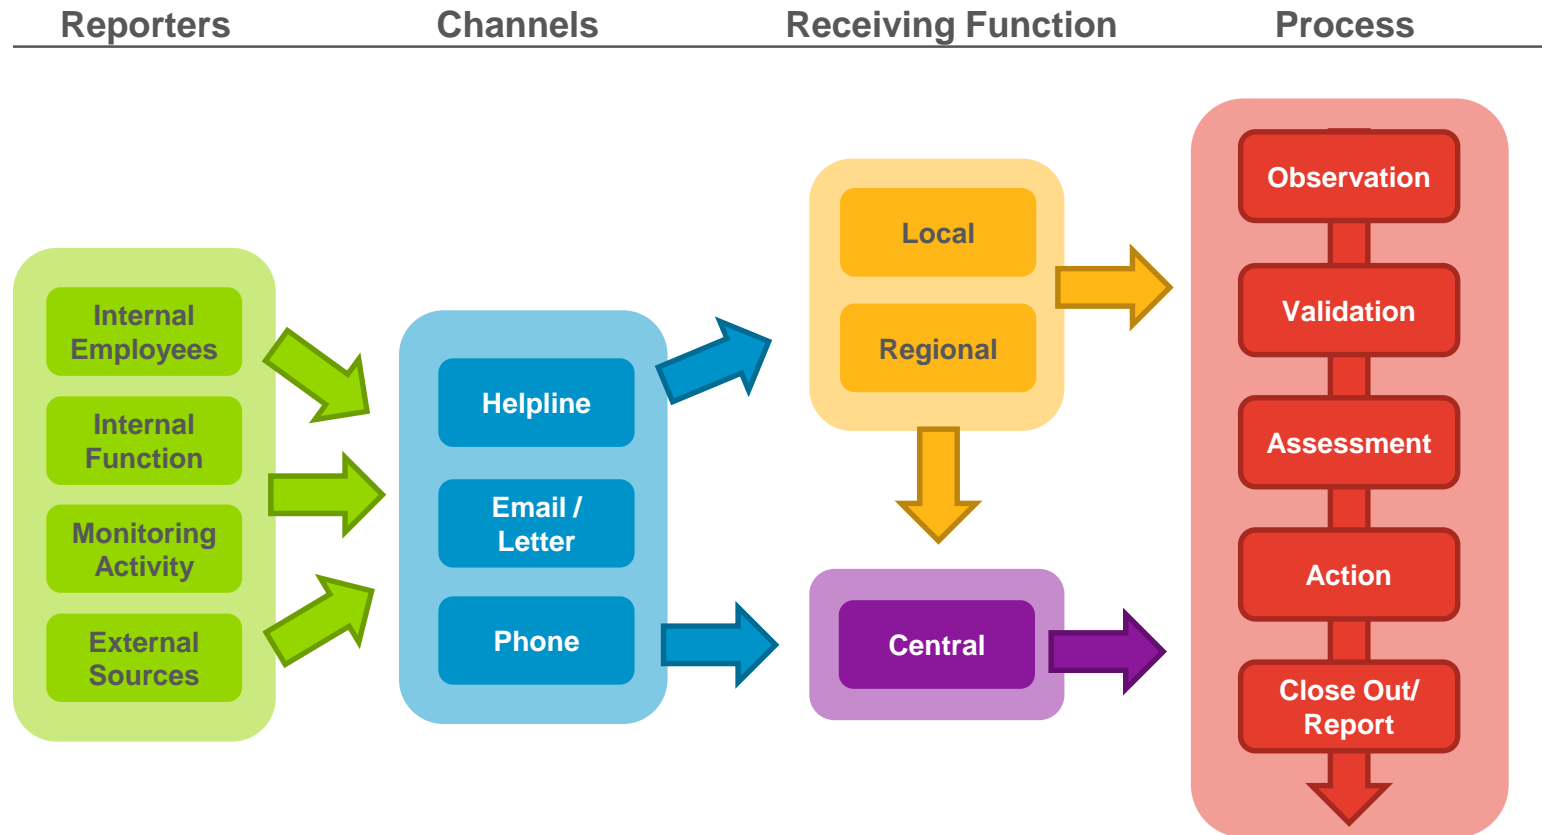 Reporters
Channels
Receiving Function
Process
Internal
Employees
Internal
Function
Monitoring
Activity
External
Sources
Helpline
Email /
Letter
Phone
Local
Regional
Central
Observation
Validation
Assessment
Action
Close Out/
Report